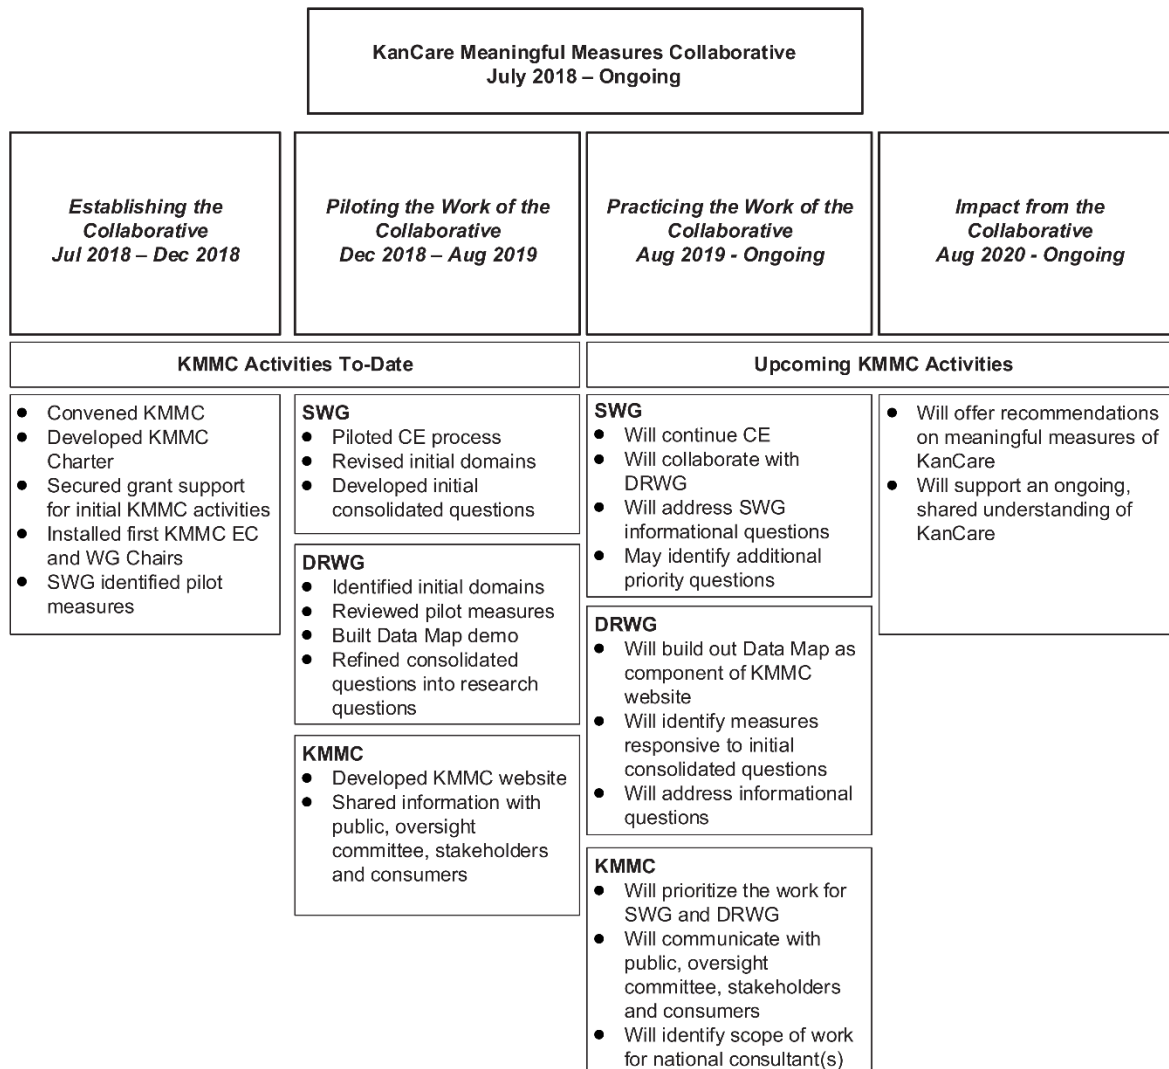 KanCare Meaningful Measures Collaborative
July 2018 – Ongoing
Establishing the
Collaborative
Jul 2018 – Dec 2018
Piloting the Work of the
Collaborative
Dec 2018 – Aug 2019
Practicing the Work of the
Collaborative
Aug 2019 - Ongoing
Impact from the
Collaborative
Aug 2020 - Ongoing
KMMC Activities To-Date
Upcoming KMMC Activities
● Convened KMMC
● Developed KMMC
Charter
● Secured grant support
for initial KMMC activities
● Installed first KMMC EC
and WG Chairs
● SWG identified pilot
measures
SWG
● Piloted CE process
● Revised initial domains
● Developed initial
consolidated questions
DRWG
● Identified initial domains
● Reviewed pilot measures
● Built Data Map demo
● Refined consolidated
questions into research
questions
KMMC
● Developed KMMC website
● Shared information with
public, oversight
committee, stakeholders
and consumers
SWG
● Will continue CE
● Will collaborate with
DRWG
● Will address SWG
informational questions
● May identify additional
priority questions
DRWG
● Will build out Data Map as
component of KMMC
website
● Will identify measures
responsive to initial
consolidated questions
● Will address informational
questions
KMMC
● Will prioritize the work for
SWG and DRWG
● Will communicate with
public, oversight
committee, stakeholders
and consumers
● Will identify scope of work
for national consultant(s)
● Will offer recommendations
on meaningful measures of
KanCare
● Will support an ongoing,
shared understanding of
KanCare